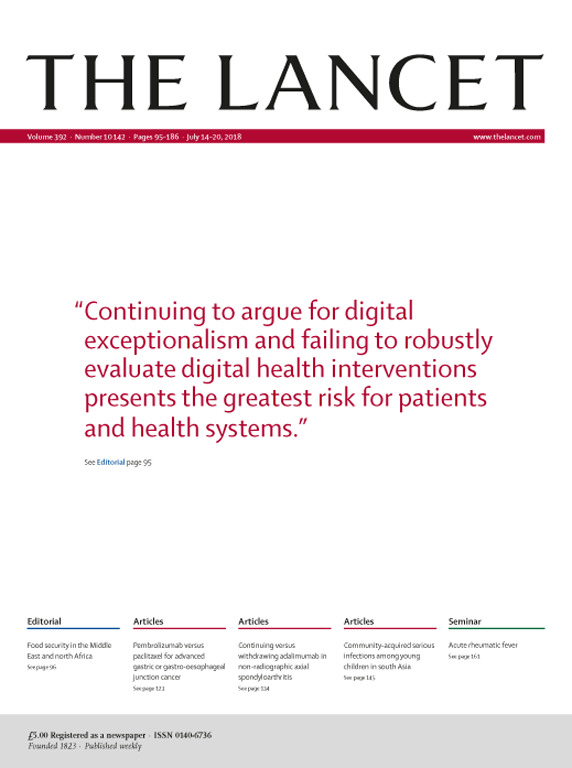 THE LANCET
Volume 392 · Number 10142 · Pages 95–186 · July 14–20, 2018 www.thelancet.com
“Continuing to argue for digital
exceptionalism and failing to robustly
evaluate digital health interventions
presents the greatest risk for patients
and health systems.”
See Editorial page 95
Editorial
Food security in the Middle
East and north Africa
See page 96
Articles
Pembrolizumab versus
paclitaxel for advanced
gastric or gastro-oesophageal
junction cancer
See page 123
Articles
Continuing versus
withdrawing adalimumab in
non-radiographic axial
spondyloarthritis
See page 134
Articles
Community-acquired serious
infections among young
children in south Asia
See page 145
Seminar
Acute rheumatic fever
See page 161
£5.00 Registered as a newspaper · ISSN 0140-6736
Founded 1823 · Published weekly